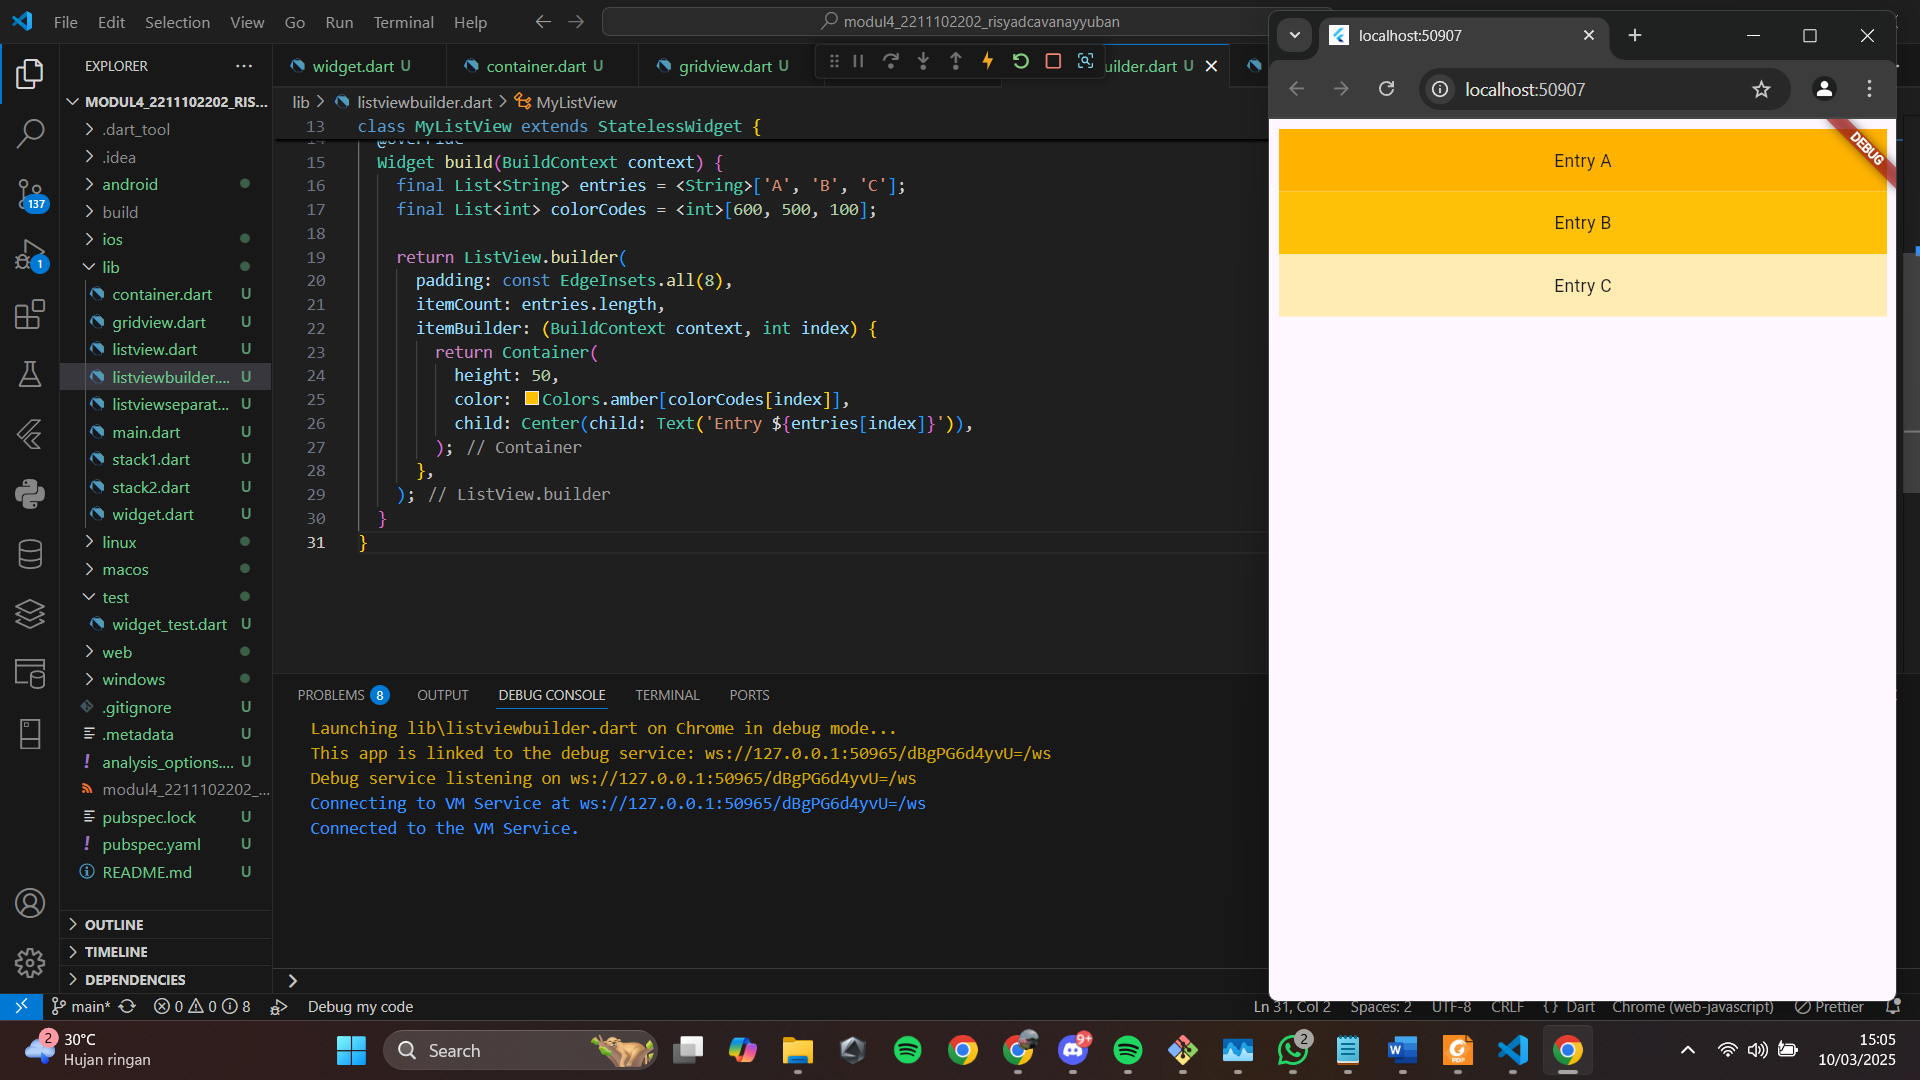 File Edit Selection View Go Run Terminal Help
modul4_2211102202_risyadcavanayyuban
EXPLORER
widget.dart U
container.dart U
gridview.dart U
uilder.dart U
MODUL4_2211102202_RIS...
.dart_tool
.idea
android
137
build
ios
1
lib
container.dart U
gridview.dart U
listview.dart U
listviewbuilder.... U
listviewseparat... U
main.dart U
stack1.dart U
stack2.dart U
widget.dart U
linux
macos
test
widget_test.dart U
web
windows
.gitignore U
.metadata U
analysis_options.... U
modul4_2211102202_...
pubspec.lock U
pubspec.yaml U
README.md U
OUTLINE
TIMELINE
DEPENDENCIES
lib > listviewbuilder.dart > MyListView
13 class MyListView extends StatelessWidget {
14 @override
15 Widget build(BuildContext context) {
16 final List<String> entries = <String>['A', 'B', 'C'];
17 final List<int> colorCodes = <int>[600, 500, 100];
18
19 return ListView.builder(
20 padding: const EdgeInsets.all(8),
21 itemCount: entries.length,
22 itemBuilder: (BuildContext context, int index) {
23 return Container(
24 height: 50,
25 color: Colors.amber[colorCodes[index]],
26 child: Center(child: Text('Entry ${entries[index]}')),
27 ); // Container
28 },
29 ); // ListView.builder
30 }
31 }
PROBLEMS 8 OUTPUT DEBUG CONSOLE TERMINAL PORTS
Launching lib\listviewbuilder.dart on Chrome in debug mode...
This app is linked to the debug service: ws://127.0.0.1:50965/dBgPG6d4yvU=/ws
Debug service listening on ws://127.0.0.1:50965/dBgPG6d4yvU=/ws
Connecting to VM Service at ws://127.0.0.1:50965/dBgPG6d4yvU=/ws
Connected to the VM Service.
localhost:50907
localhost:50907
DEBUG
Entry A
Entry B
Entry C
main* 0 0 8 Debug my code
Ln 31, Col 2 Spaces: 2 UTF-8 CRLF {} Dart Chrome (web-javascript) Prettier
2
30°C
Hujan ringan
Search
9+
2
PDF
15:05
10/03/2025